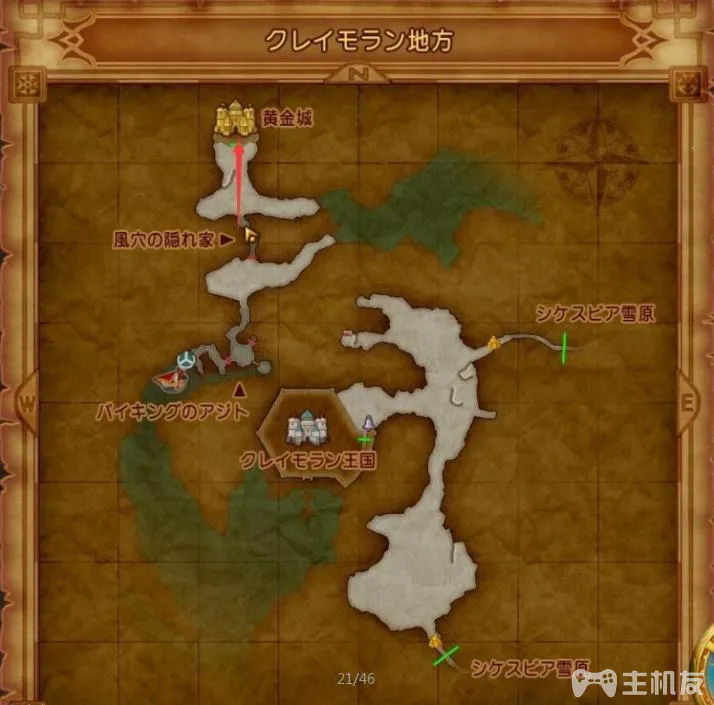 クレイモラン地方
N
黄金城
風穴の隠れ家
シケスビア雪原
W
E
バイキングのアジト
クレイモラン王国
シケスビア雪原
21/46
主机友